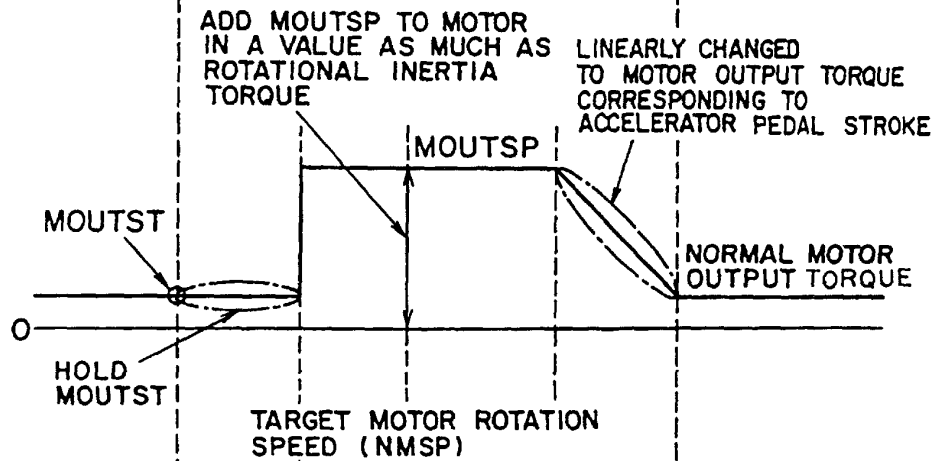 ADD MOUTSP TO MOTOR
IN A VALUE AS MUCH AS
ROTATIONAL INERTIA
TORQUE
LINEARLY CHANGED
TO MOTOR OUTPUT TORQUE
CORRESPONDING TO
ACCELERATOR PEDAL STROKE
MOUTSP
MOUTST
NORMAL MOTOR
OUTPUT TORQUE
O
HOLD
MOUTST
TARGET MOTOR ROTATION
SPEED (NMSP)